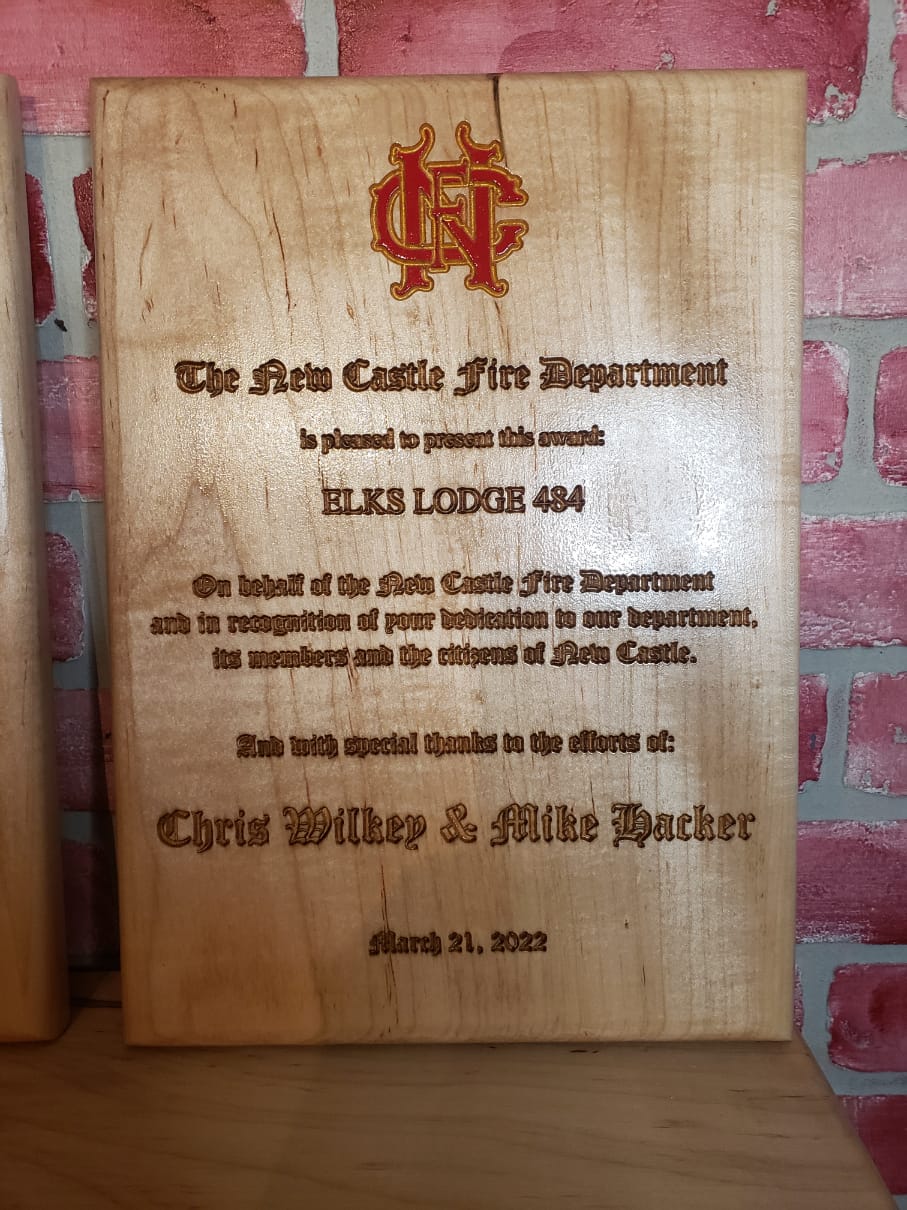 NCFD
The New Castle Fire Department
is pleased to present this award:
ELKS LODGE 484
On behalf of the New Castle Fire Department
and in recognition of your dedication to our department,
its members and the citizens of New Castle.
And with special thanks to the efforts of:
Chris Wilkey & Mike Hacker
March 21, 2022